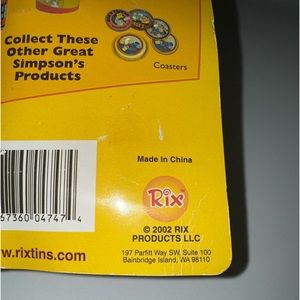 Collect These
Other Great
Simpson's
Products
Coasters
Made In China
Rix
© 2002 RIX
PRODUCTS LLC
67360 04747 4
w.rixtins.com
197 Parfitt Way SW, Suite 100
Bainbridge Island, WA 98110